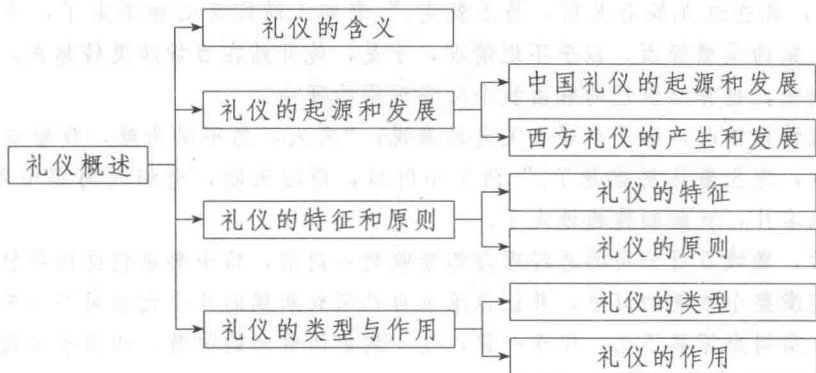 礼仪概述
礼仪的含义
礼仪的起源和发展
中国礼仪的起源和发展
西方礼仪的产生和发展
礼仪的特征和原则
礼仪的特征
礼仪的原则
礼仪的类型与作用
礼仪的类型
礼仪的作用